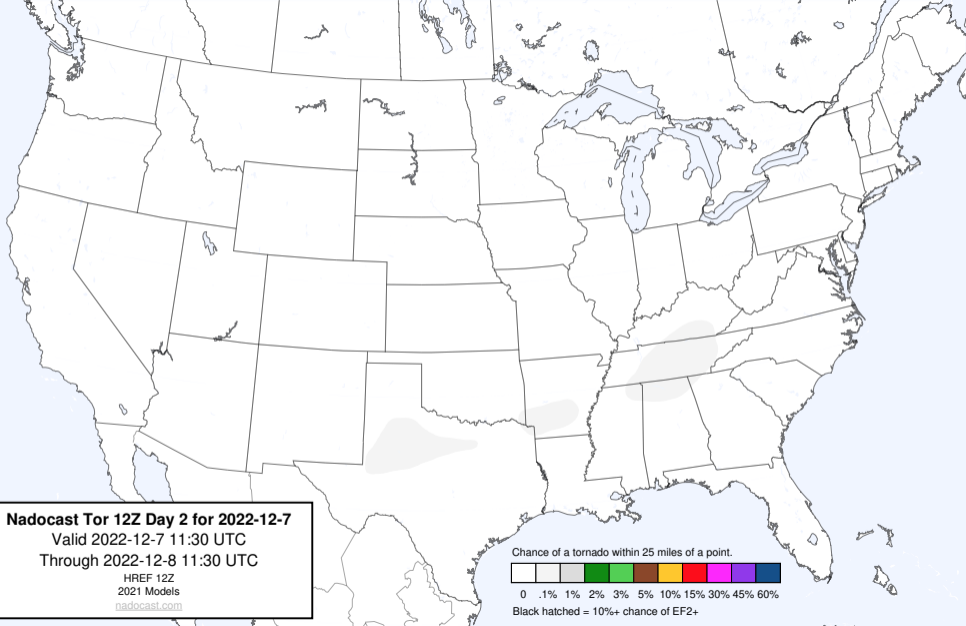 Nadocast Tor 12Z Day 2 for 2022-12-7
Valid 2022-12-7 11:30 UTC
Through 2022-12-8 11:30 UTC
HREF 12Z
2021 Models
nadocast.com
Chance of a tornado within 25 miles of a point.
0 .1% 1% 2% 3% 5% 10% 15% 30% 45% 60%
Black hatched = 10%+ chance of EF2+